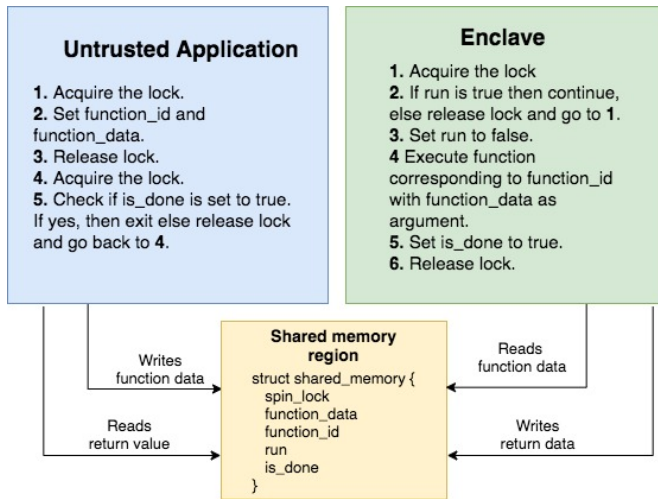 Untrusted Application
1. Acquire the lock.
2. Set function_id and
function_data.
3. Release lock.
4. Acquire the lock.
5. Check if is_done is set to true.
If yes, then exit else release lock
and go back to 4.
Enclave
1. Acquire the lock
2. If run is true then continue,
else release lock and go to 1.
3. Set run to false.
4 Execute function
corresponding to function_id
with function_data as
argument.
5. Set is_done to true.
6. Release lock.
Writes
function data
Reads
return value
Shared memory
region
struct shared_memory {
spin_lock
function_data
function_id
run
is_done
}
Reads
function data
Writes
return data